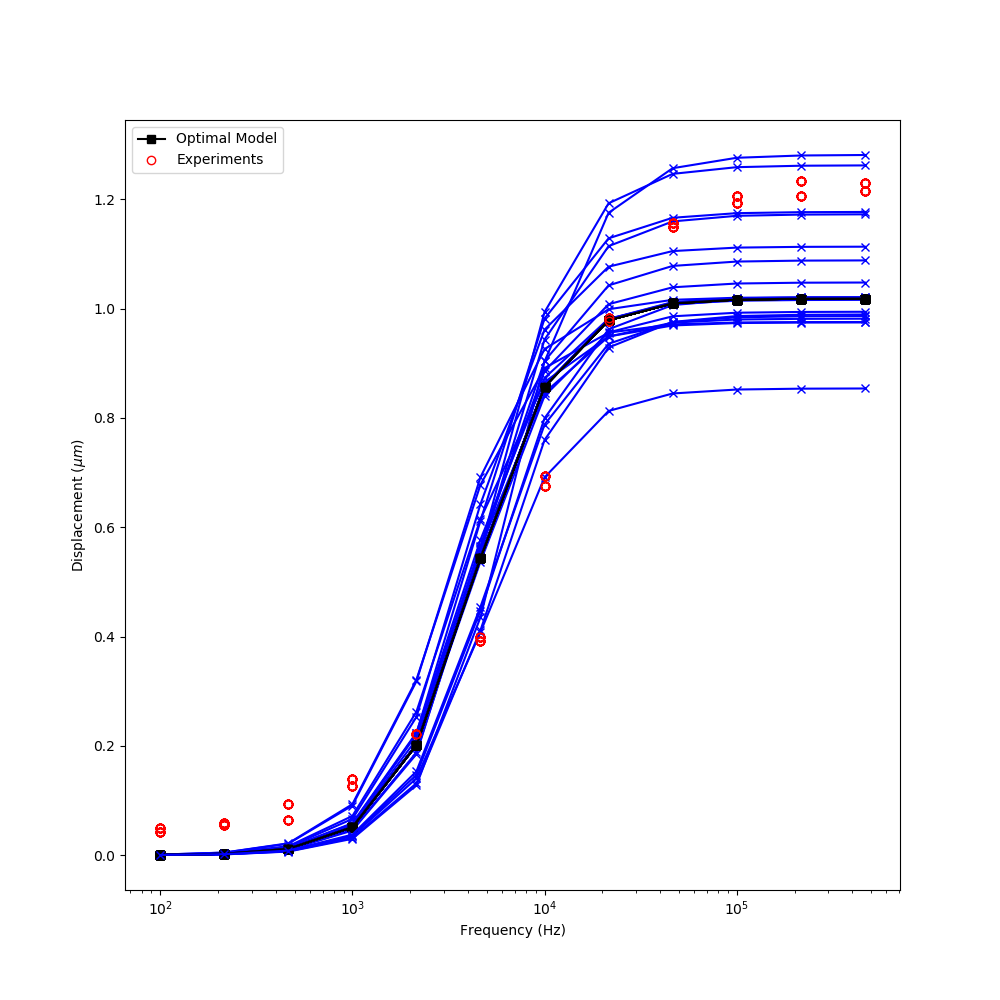 Optimal Model
Experiments
Displacement (μm)
1.2
1.0
0.8
0.6
0.4
0.2
0.0
10² 10³ 10⁴ 10⁵
Frequency (Hz)